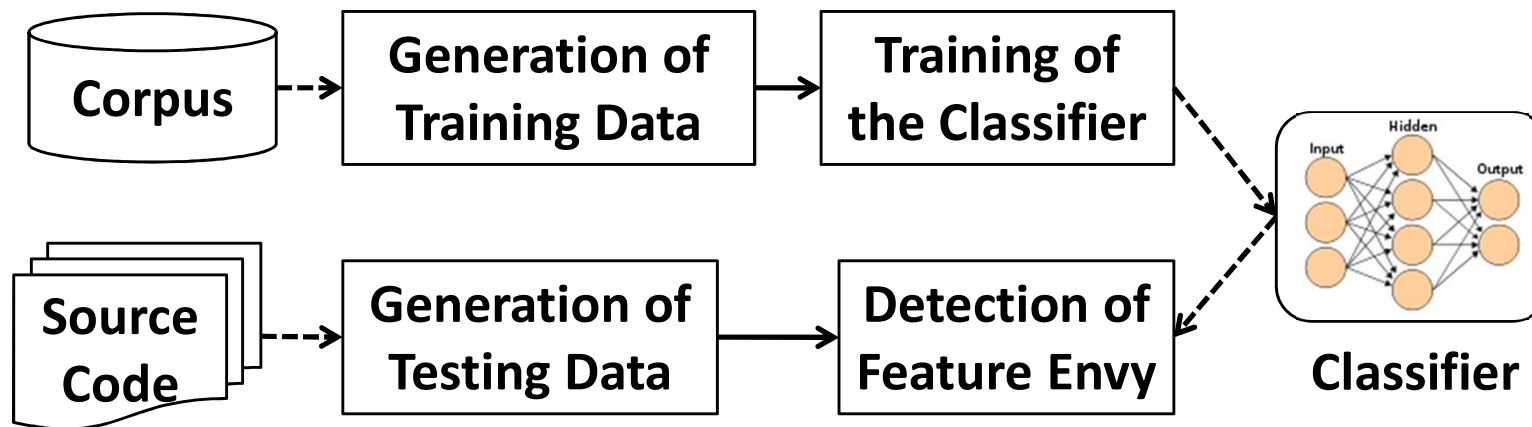 Corpus
Generation of
Training Data
Training of
the Classifier
Input
Hidden
Output
Classifier
Source
Code
Generation of
Testing Data
Detection of
Feature Envy